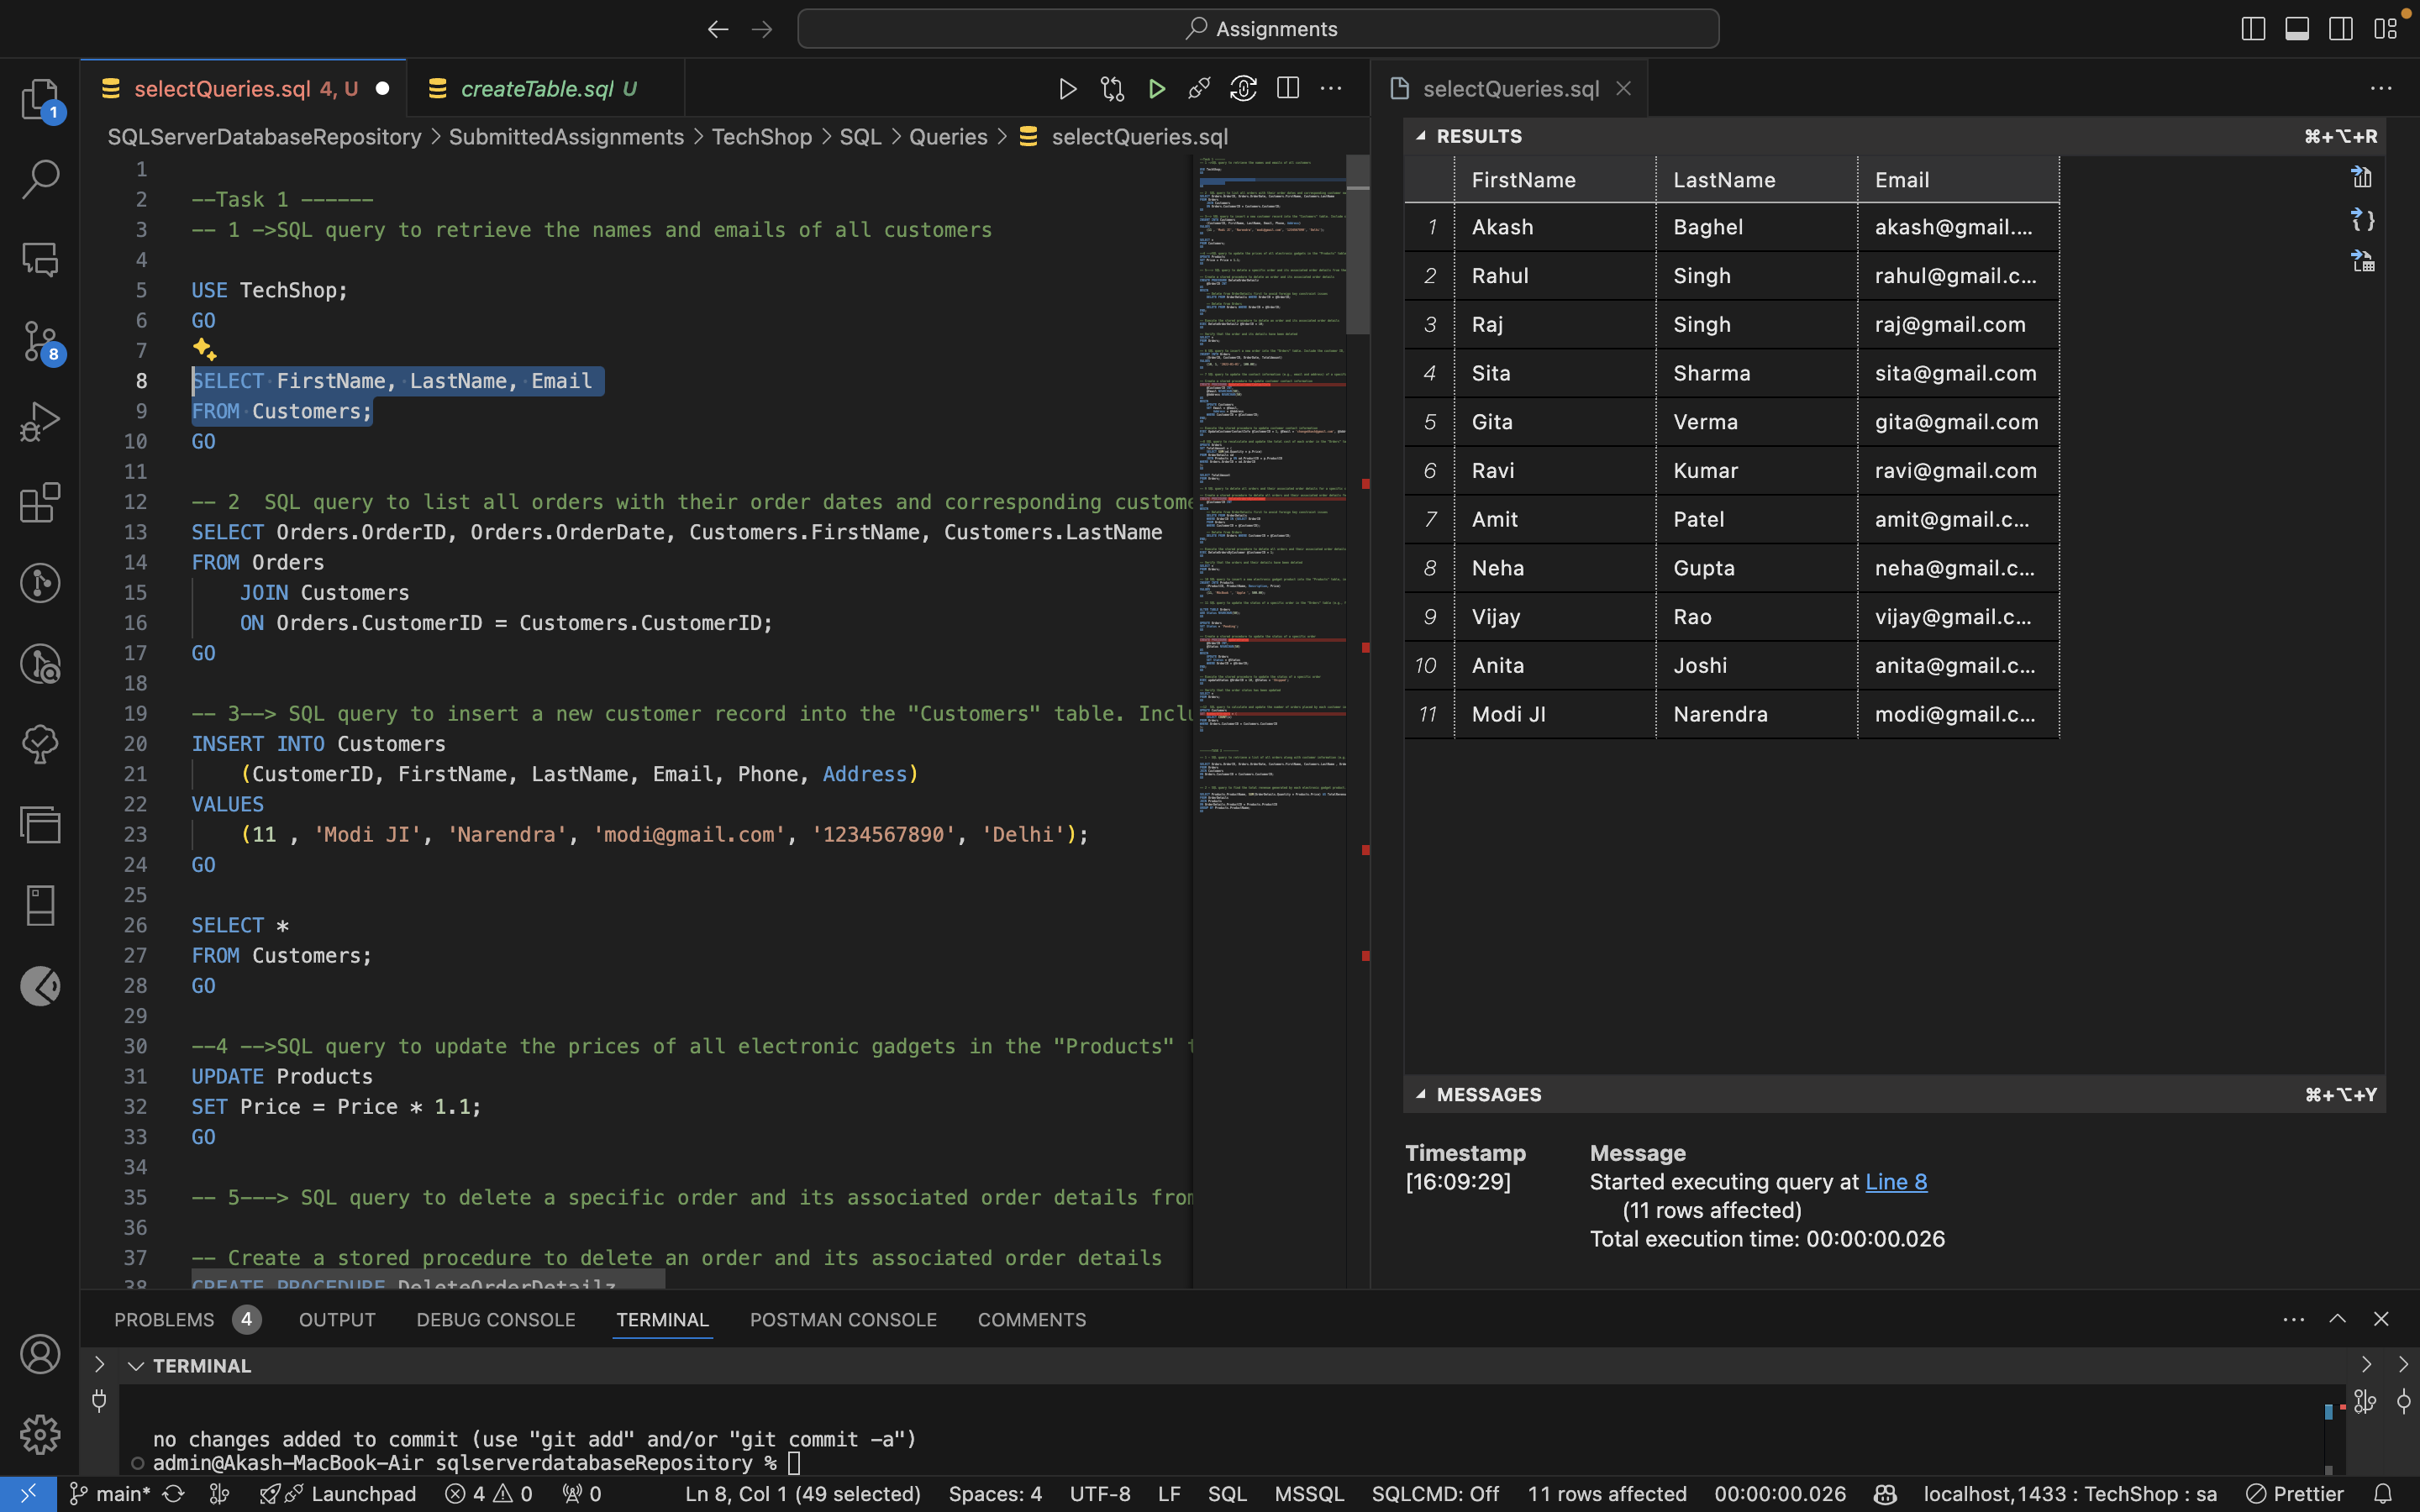 Assignments
selectQueries.sql 4, U
createTable.sql U
selectQueries.sql
SQLServerDatabaseRepository > SubmittedAssignments > TechShop > SQL > Queries > selectQueries.sql
1
2 --Task 1 ------
3 -- 1 ->SQL query to retrieve the names and emails of all customers
4
5 USE TechShop;
6 GO
7
8 SELECT FirstName, LastName, Email
9 FROM Customers;
10 GO
11
12 -- 2  SQL query to list all orders with their order dates and corresponding custome
13 SELECT Orders.OrderID, Orders.OrderDate, Customers.FirstName, Customers.LastName
14 FROM Orders
15     JOIN Customers
16     ON Orders.CustomerID = Customers.CustomerID;
17 GO
18
19 -- 3--> SQL query to insert a new customer record into the "Customers" table. Inclu
20 INSERT INTO Customers
21     (CustomerID, FirstName, LastName, Email, Phone, Address)
22 VALUES
23     (11 , 'Modi JI', 'Narendra', 'modi@gmail.com', '1234567890', 'Delhi');
24 GO
25
26 SELECT *
27 FROM Customers;
28 GO
29
30 --4 -->SQL query to update the prices of all electronic gadgets in the "Products" t
31 UPDATE Products
32 SET Price = Price * 1.1;
33 GO
34
35 -- 5---> SQL query to delete a specific order and its associated order details from
36
37 -- Create a stored procedure to delete an order and its associated order details
38 CREATE PROCEDURE DeleteOrderDetailz
1
8
RESULTS ⌘+⌥+R
FirstName LastName Email
1 Akash Baghel akash@gmail....
2 Rahul Singh rahul@gmail.c...
3 Raj Singh raj@gmail.com
4 Sita Sharma sita@gmail.com
5 Gita Verma gita@gmail.com
6 Ravi Kumar ravi@gmail.com
7 Amit Patel amit@gmail.c...
8 Neha Gupta neha@gmail.c...
9 Vijay Rao vijay@gmail.c...
10 Anita Joshi anita@gmail.c...
11 Modi JI Narendra modi@gmail.c...
MESSAGES ⌘+⌥+Y
Timestamp Message
[16:09:29] Started executing query at Line 8
(11 rows affected)
Total execution time: 00:00:00.026
PROBLEMS 4 OUTPUT DEBUG CONSOLE TERMINAL POSTMAN CONSOLE COMMENTS
TERMINAL
no changes added to commit (use "git add" and/or "git commit -a")
admin@Akash-MacBook-Air sqlserverdatabaseRepository %
main* Launchpad 4 0 0 Ln 8, Col 1 (49 selected) Spaces: 4 UTF-8 LF SQL MSSQL SQLCMD: Off 11 rows affected 00:00:00.026 localhost,1433 : TechShop : sa Prettier